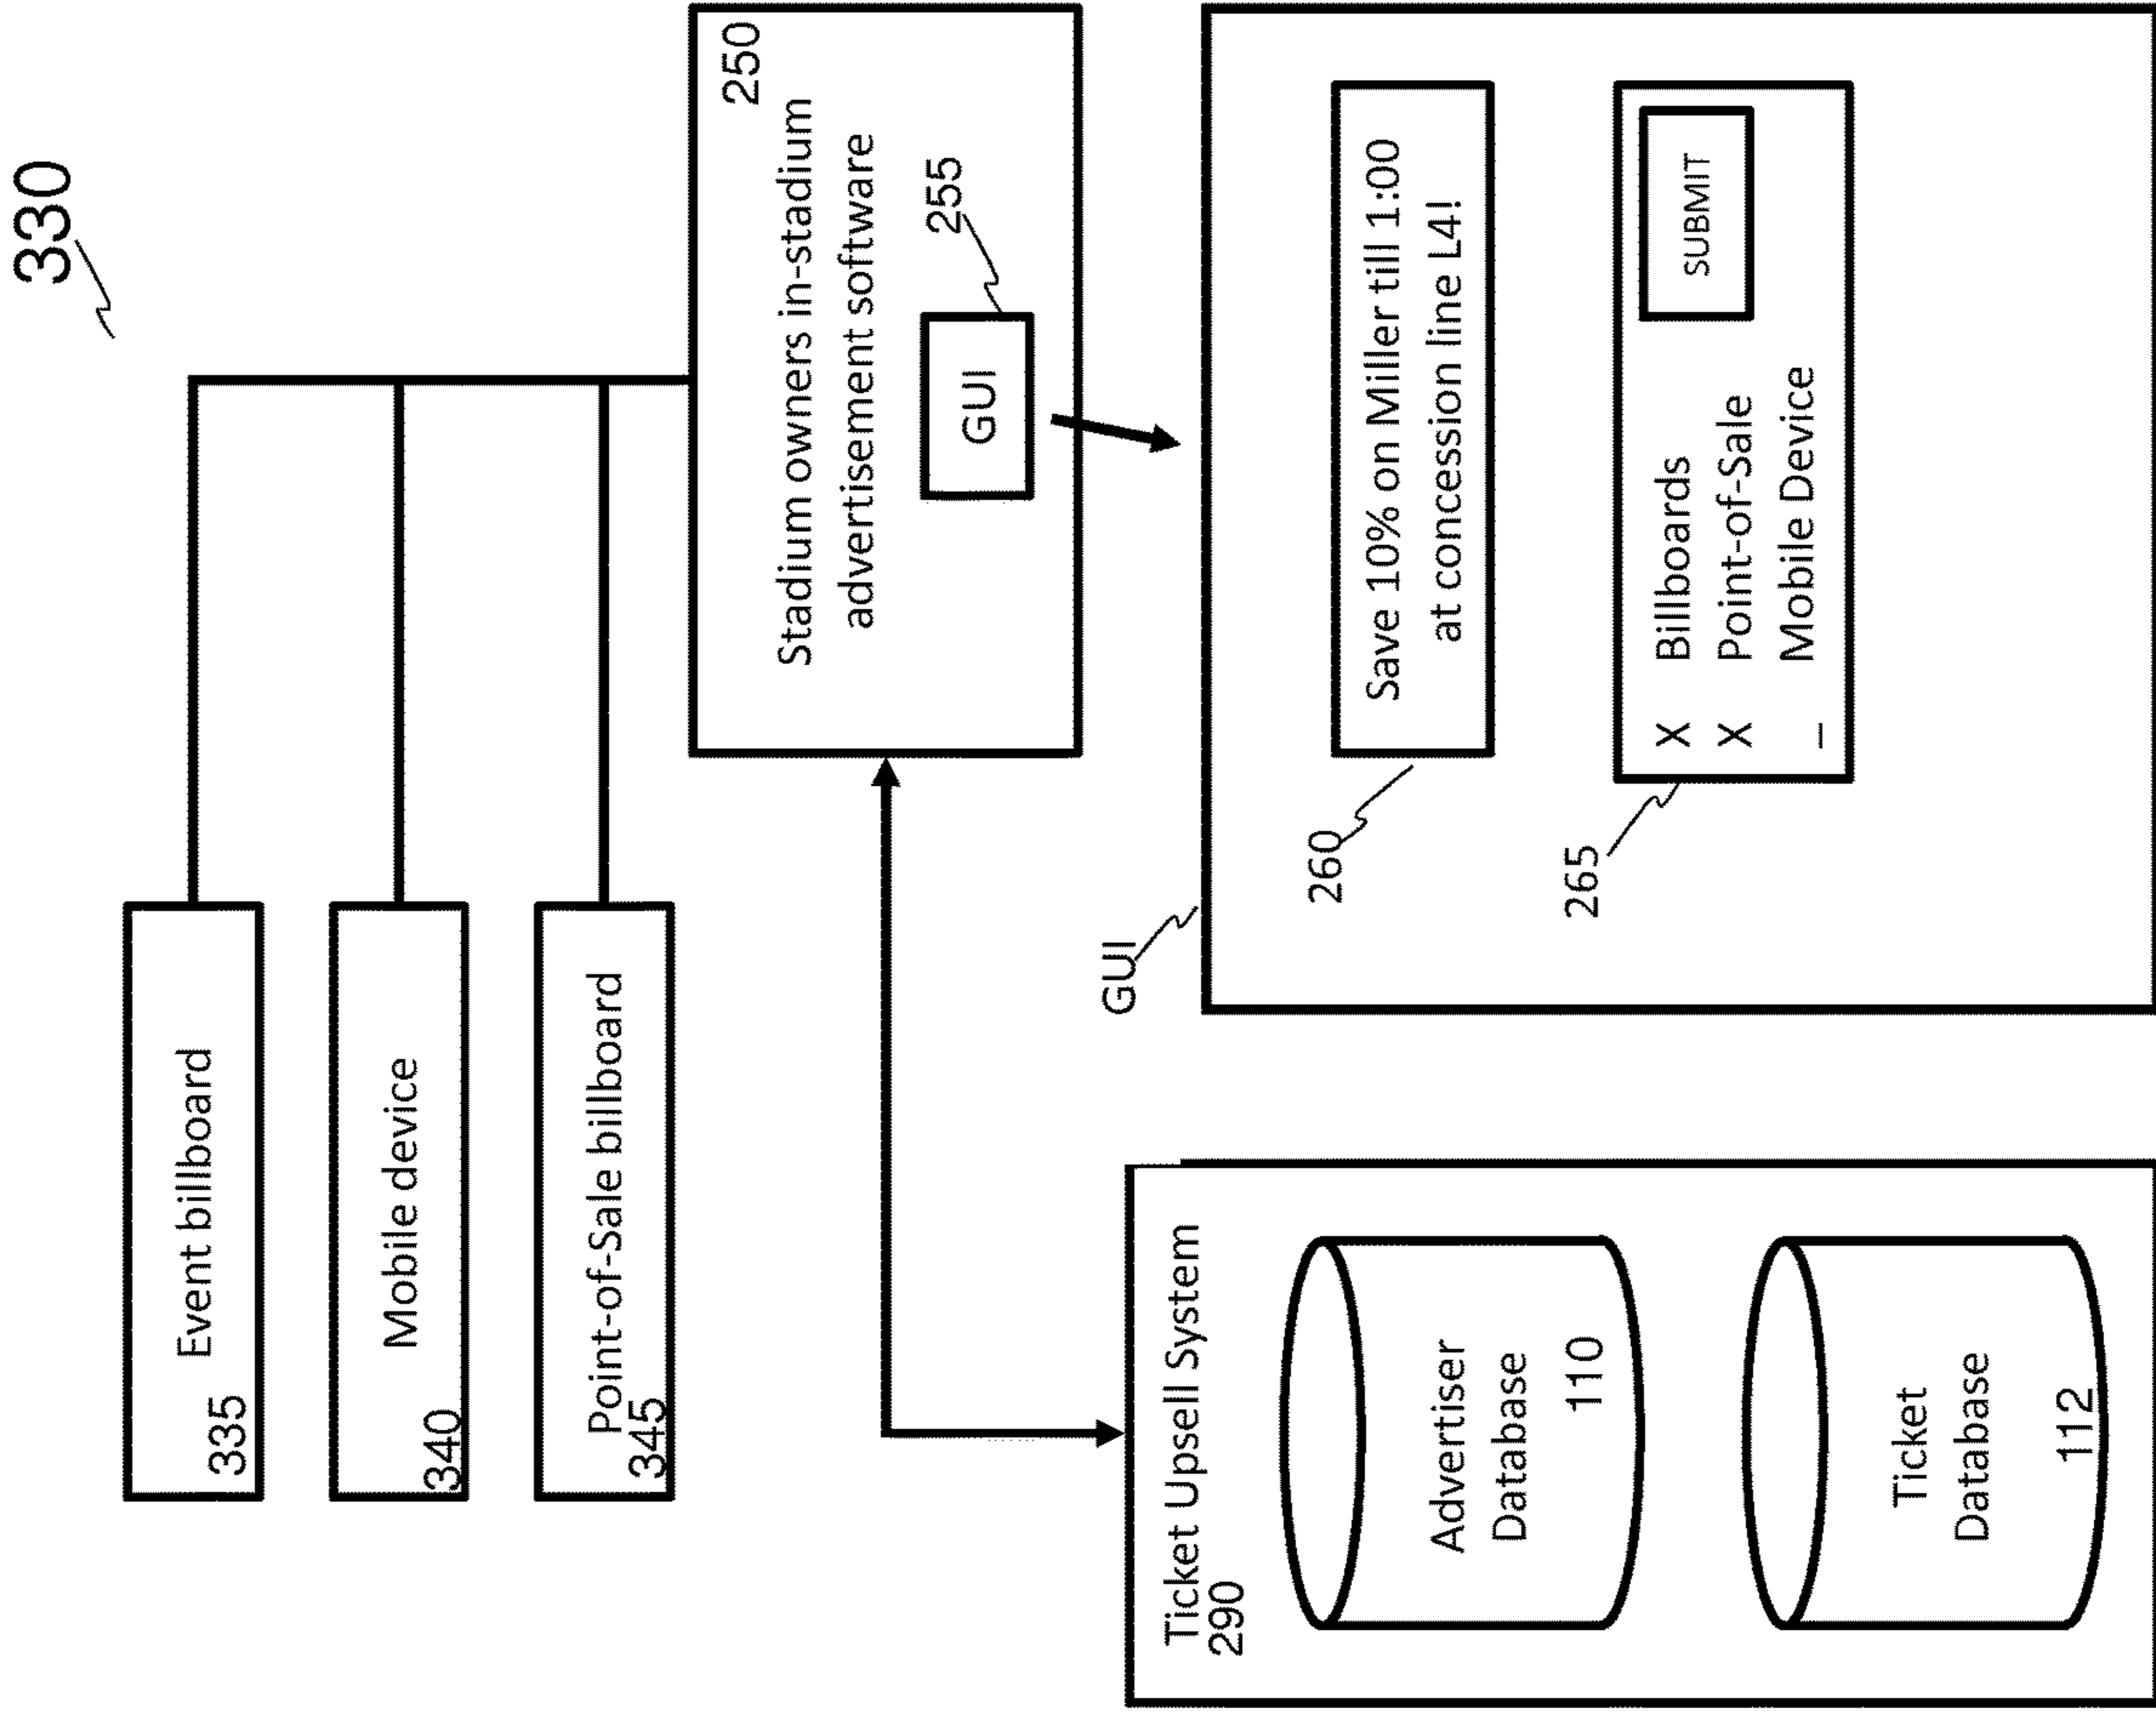 330
Event billboard
335
Mobile device
340
Point-of-Sale billboard
345
250
Stadium owners in-stadium
advertisement software
255
GUI
Ticket Upsell System
290
Advertiser
Database
110
Ticket
Database
112
GUI
260
Save 10% on Miller till 1:00
at concession line L4!
265
X Billboards
X Point-of-Sale
_ Mobile Device
SUBMIT